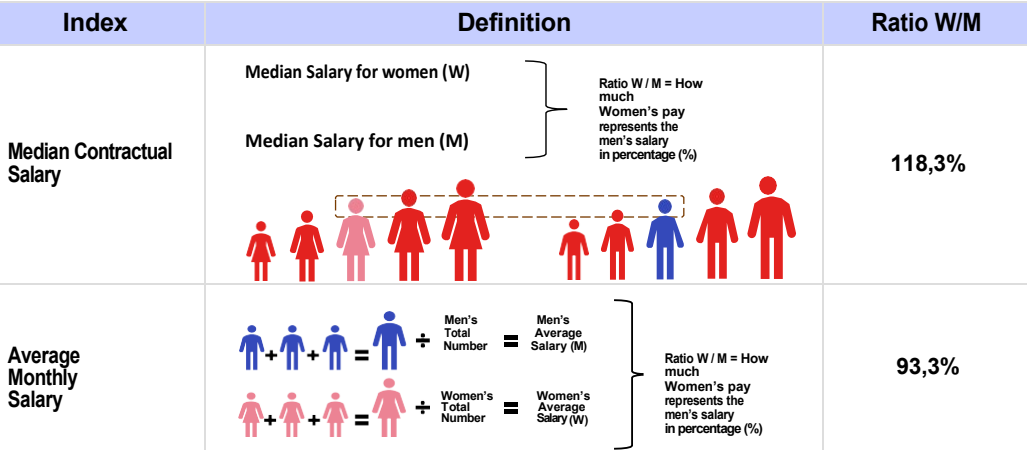 Index
Definition
Ratio W/M
Median Contractual
Salary
Median Salary for women (W)
Median Salary for men (M)
Ratio W / M = How
much
Women's pay
represents the
men's salary
in percentage (%)
118,3%
Average
Monthly
Salary
+ + = ÷
Men's
Total
Number
=
Men's
Average
Salary (M)
+ + = ÷
Women's
Total
Number
=
Women's
Average
Salary (W)
Ratio W / M = How
much
Women's pay
represents the
men's salary
in percentage (%)
93,3%